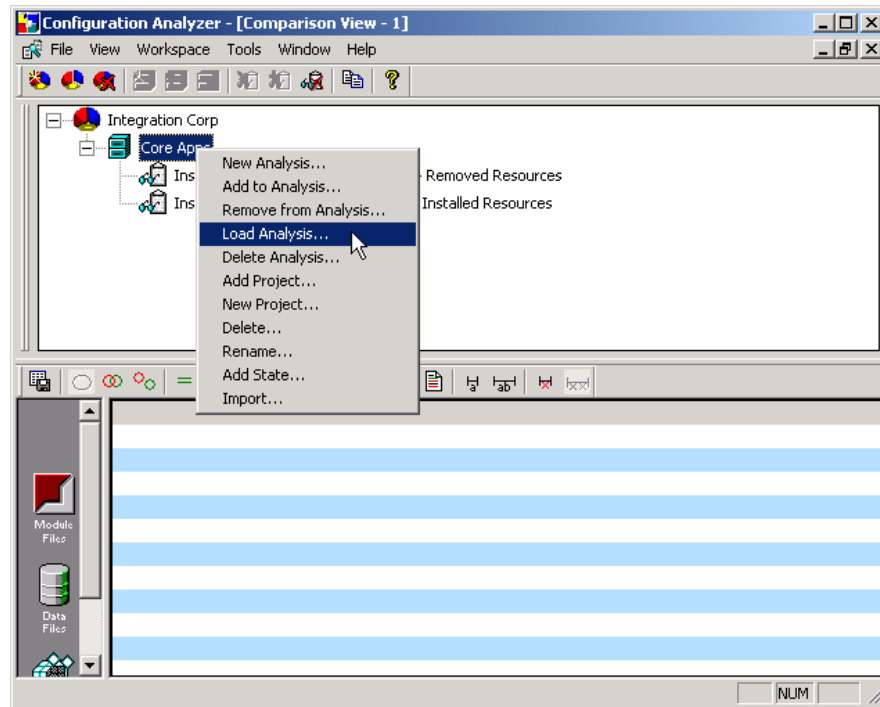 Configuration Analyzer - [Comparison View - 1]
File View Workspace Tools Window Help
Integration Corp
Core Apps
Ins
- Removed Resources
Ins
Installed Resources
New Analysis...
Add to Analysis...
Remove from Analysis...
Load Analysis...
Delete Analysis...
Add Project...
New Project...
Delete...
Rename...
Add State...
Import...
a
ab
Module
Files
Data
Files
NUM